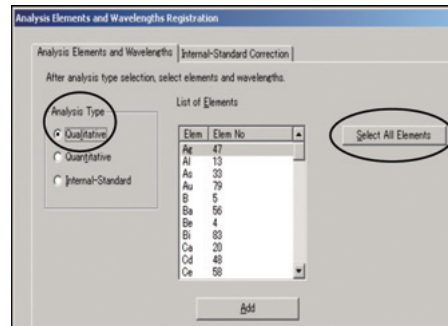 Analysis Elements and Wavelengths Registration
Analysis Elements and Wavelengths
Internal-Standard Correction
After analysis type selection, select elements and wavelengths.
Analysis Type
Qualitative
Quantitative
Internal-Standard
List of Elements
Elem Elem No
Ag 47
Al 13
As 33
Au 79
B 5
Ba 56
Be 4
Bi 83
Ca 20
Cd 48
Ce 58
Select All Elements
Add